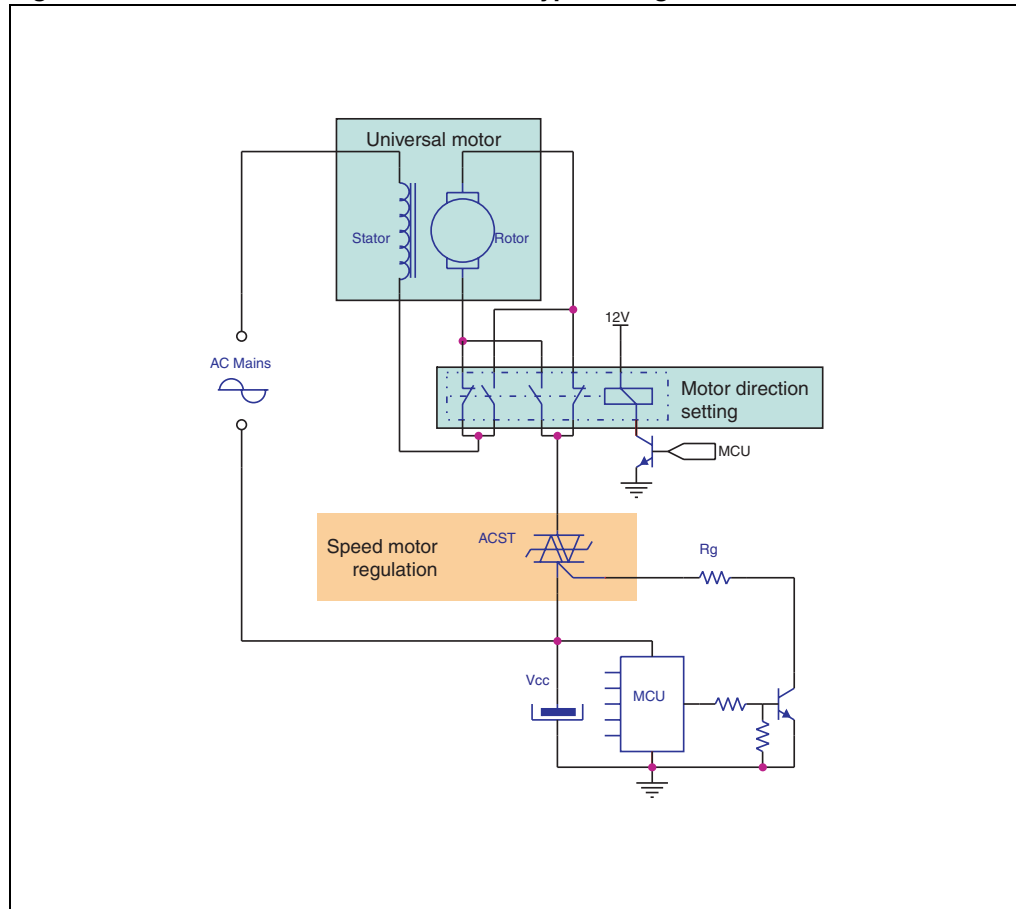 Universal motor
Stator
Rotor
12V
AC Mains
Motor direction
setting
MCU
ACST
Speed motor
regulation
Rg
Vcc
MCU